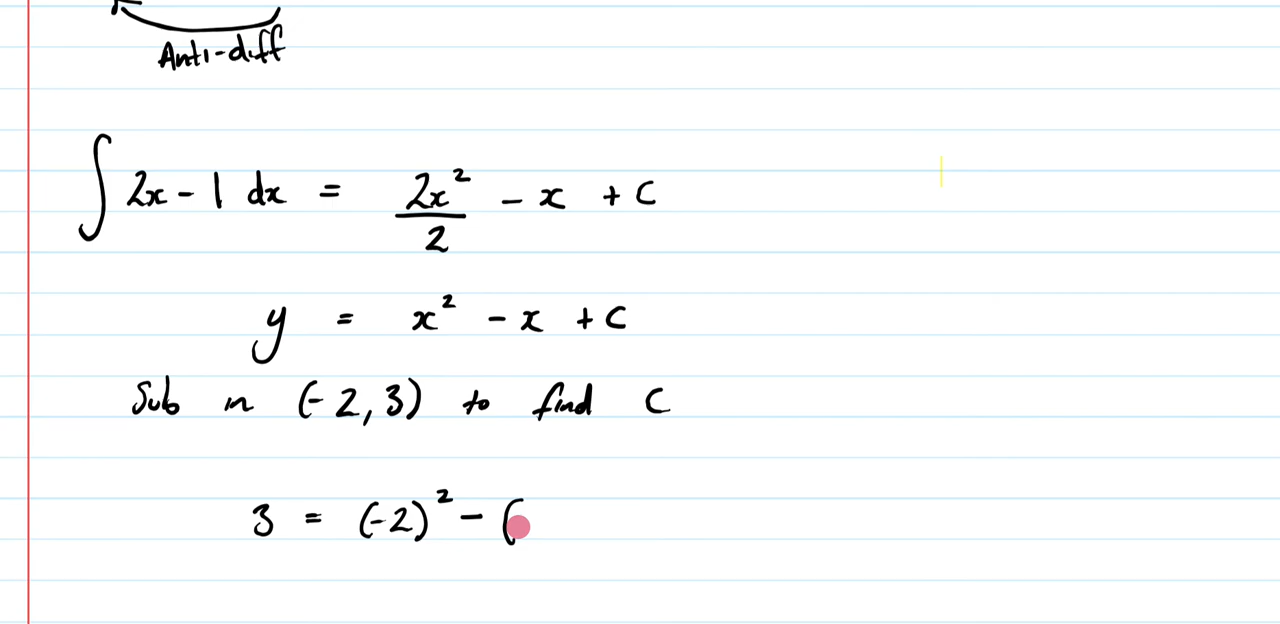 Anti-diff
∫ 2x - 1 dx = 2x²/2 - x + c
y = x² - x + c
Sub in (-2, 3) to find c
3 = (-2)² - (